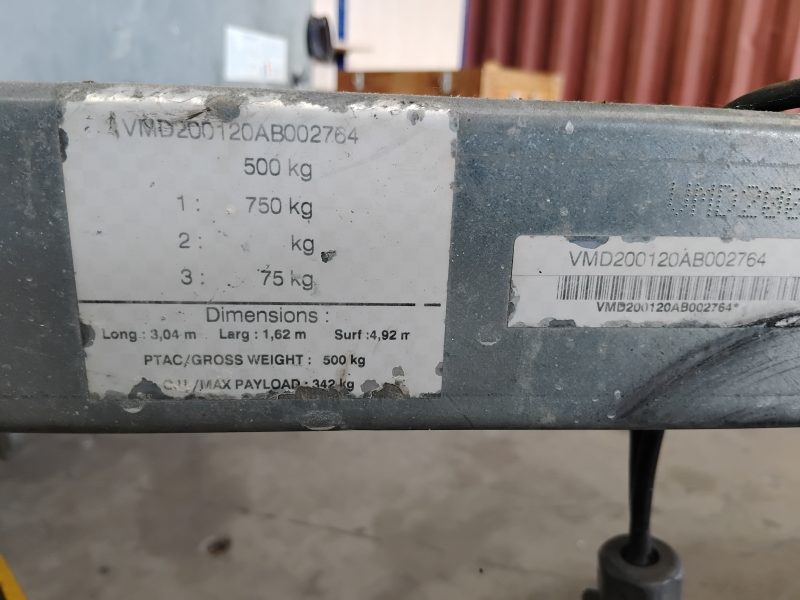 VMD200120AB002764
500 kg
1 : 750 kg
2 : kg
3 : 75 kg
Dimensions :
Long : 3,04 m Larg : 1,62 m Surf :4,92 m
PTAC/GROSS WEIGHT : 500 kg
/MAX PAYLOAD : 342 kg
VMD200
VMD200120AB002764
VMD200120AB002764*